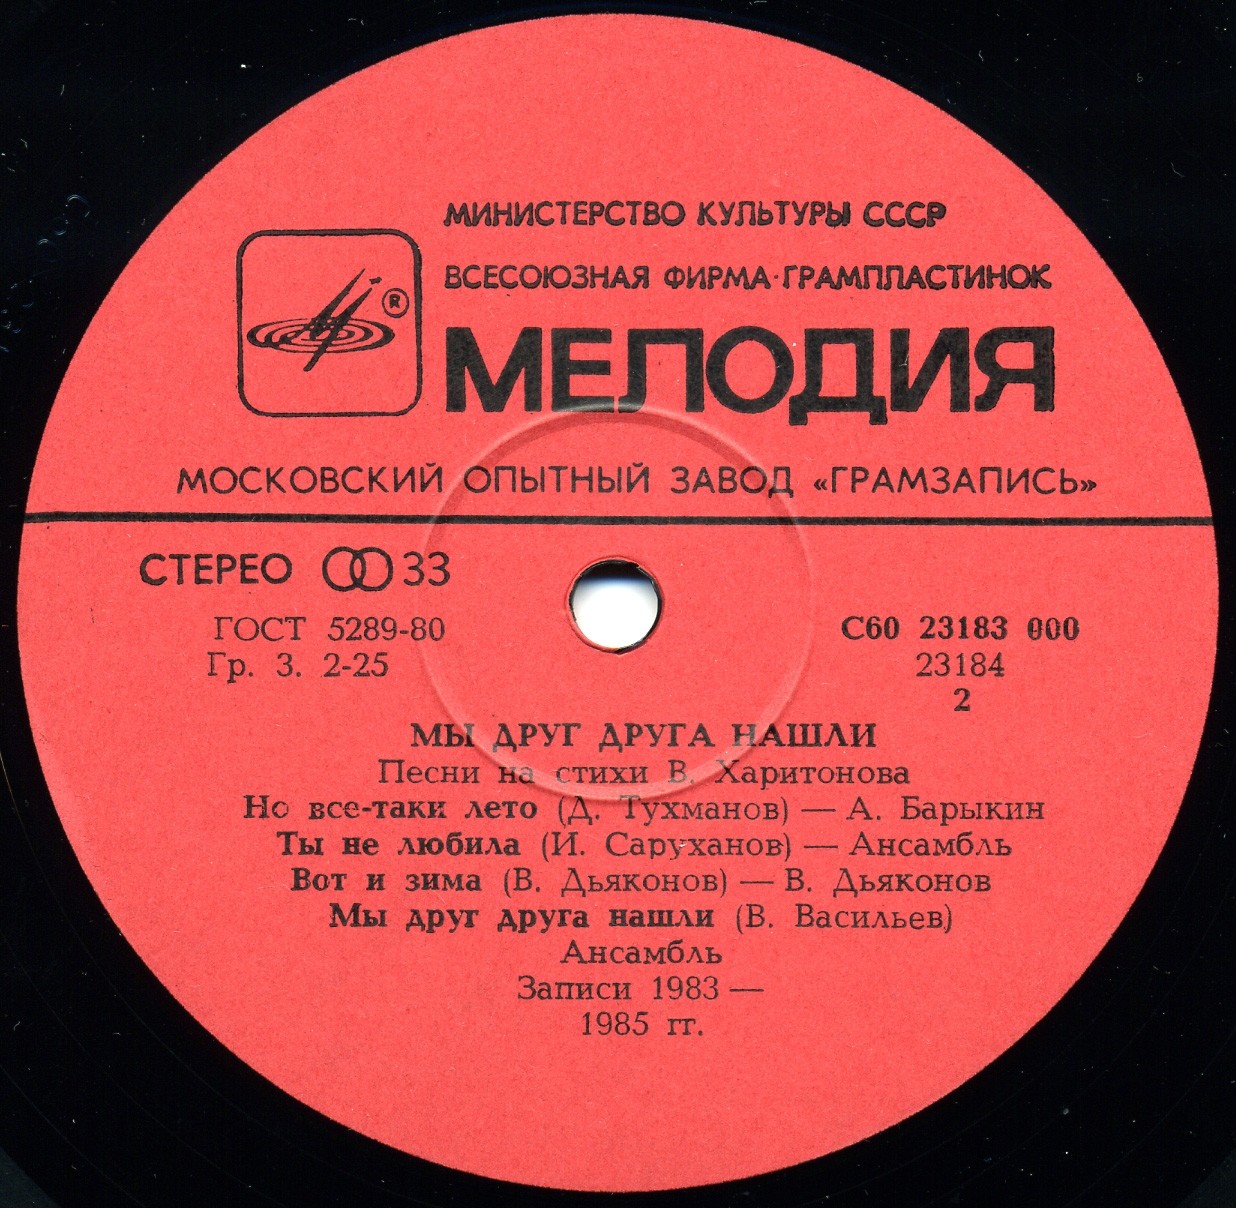 МИНИСТЕРСТВО КУЛЬТУРЫ СССР
ВСЕСОЮЗНАЯ ФИРМА·ГРАМПЛАСТИНОК
®
МЕЛОДИЯ
МОСКОВСКИЙ ОПЫТНЫЙ ЗАВОД «ГРАМЗАПИСЬ»
СТЕРЕО 33
ГОСТ 5289-80
Гр. 3. 2-25
С60 23183 000
23184
2
МЫ ДРУГ ДРУГА НАШЛИ
Песни на стихи В. Харитонова
Но все-таки лето (Д. Тухманов) — А. Барыкин
Ты не любила (И. Саруханов) — Ансамбль
Вот и зима (В. Дьяконов) — В. Дьяконов
Мы друг друга нашли (В. Васильев)
Ансамбль
Записи 1983 —
1985 гг.